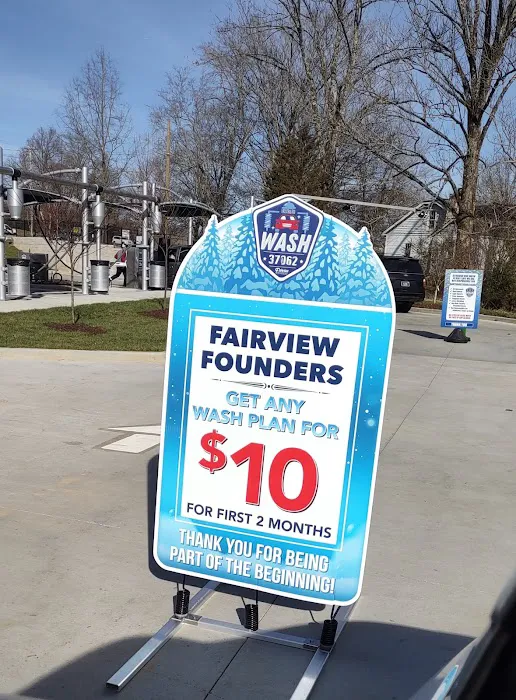 WASH
37062
FAIRVIEW
FOUNDERS
GET ANY
WASH PLAN FOR
$10
FOR FIRST 2 MONTHS
THANK YOU FOR BEING
PART OF THE BEGINNING!